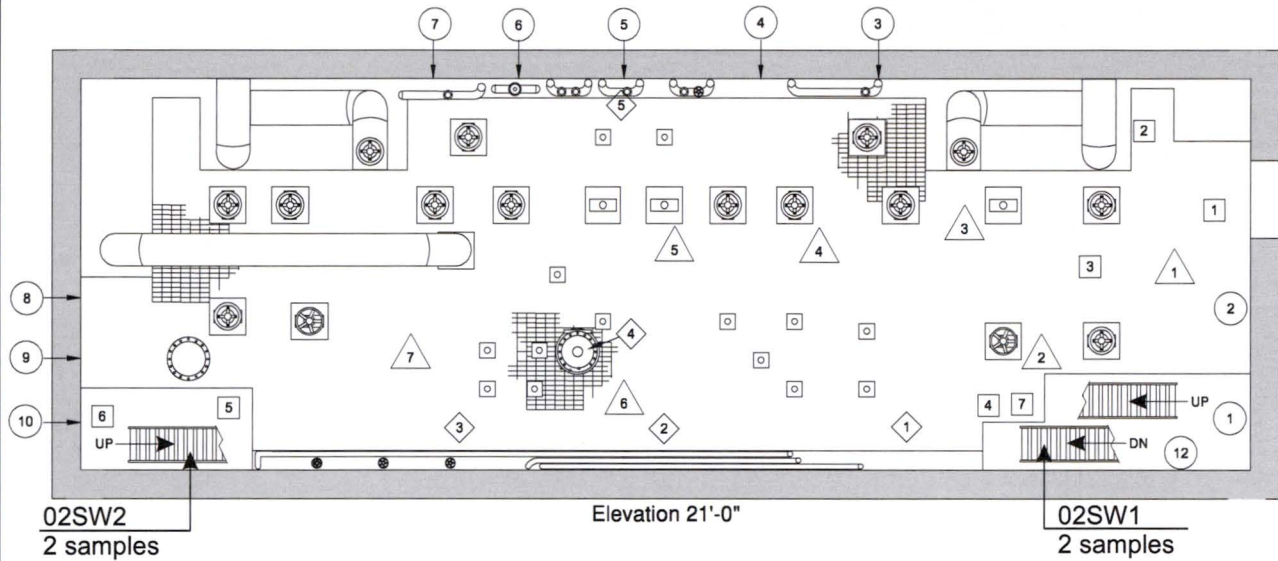 7 6 5 4 3
5
2
1
3
5 4 3 1
8 2
4
9 7 2
6
6 5 4 7
10 UP UP 1
3 2 1
DN 12
02SW2
2 samples
Elevation 21'-0"
02SW1
2 samples